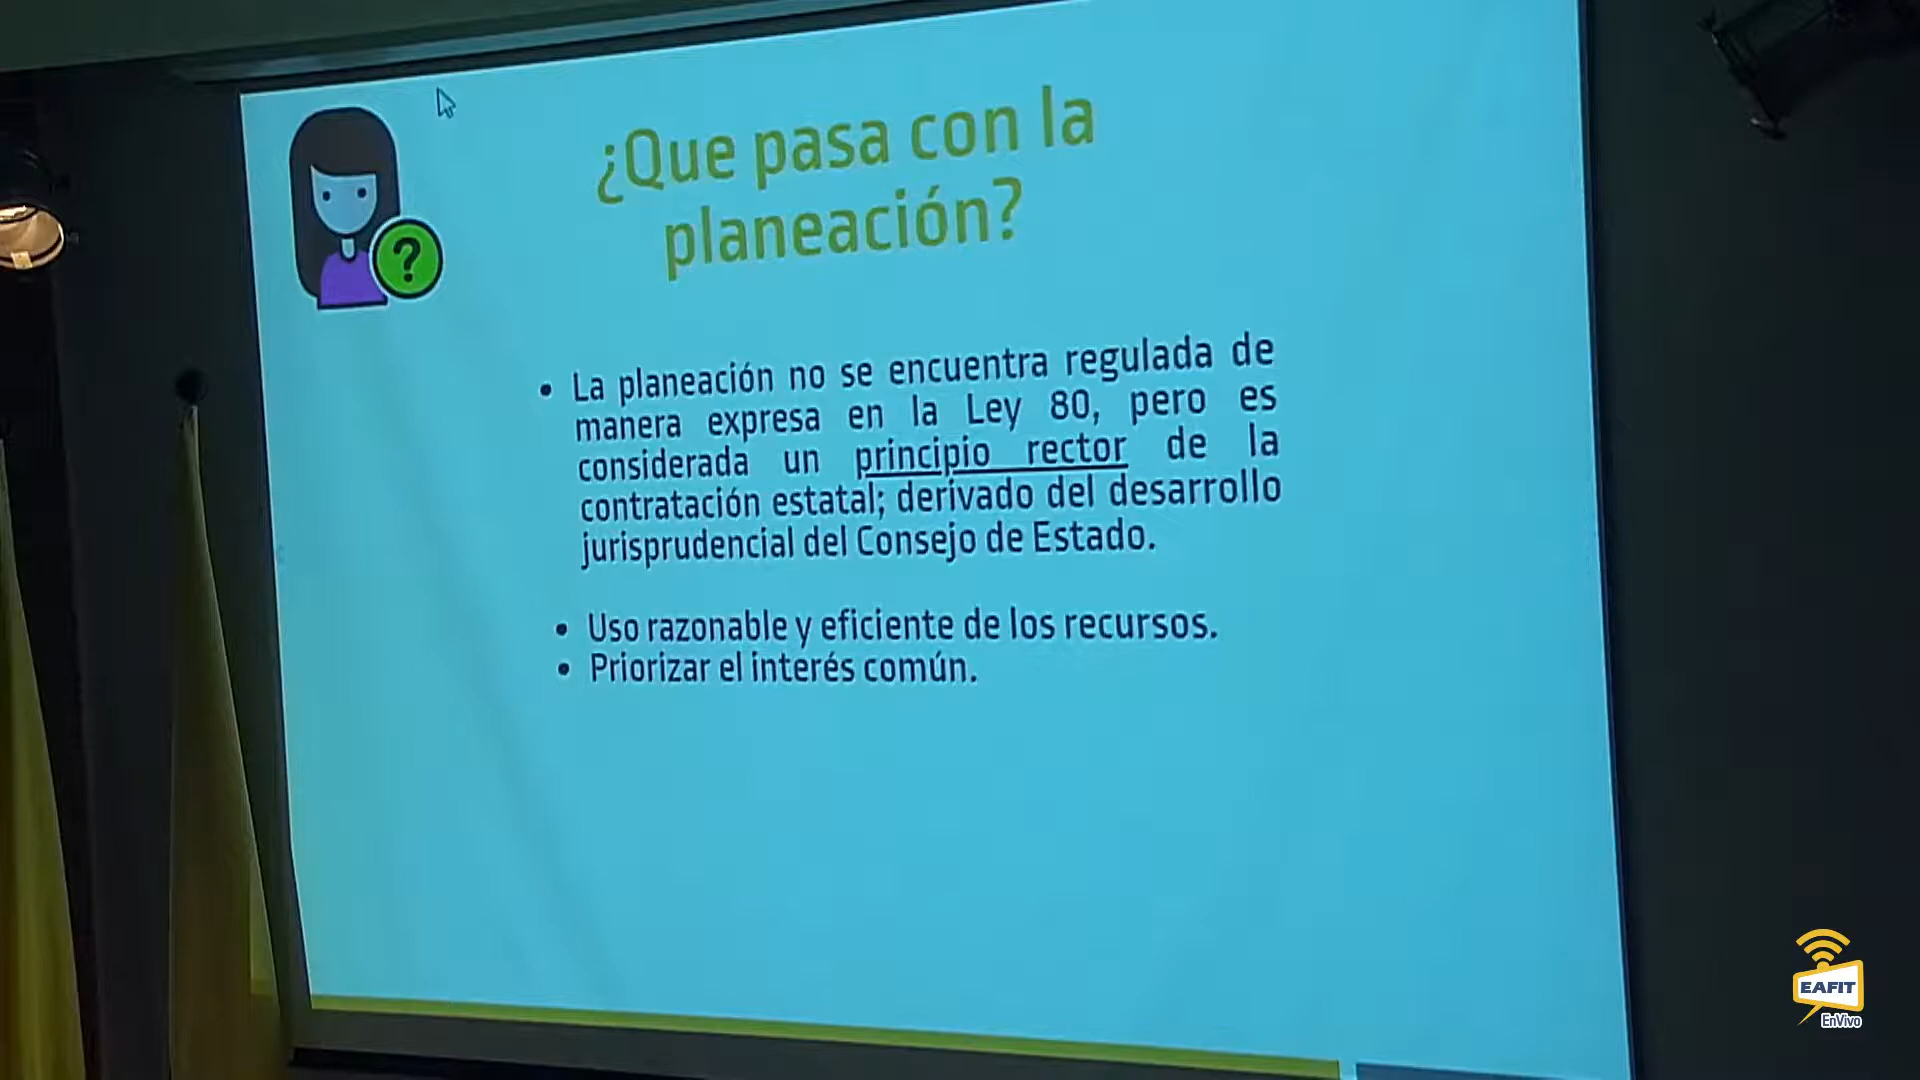 ¿Que pasa con la
planeación?
?
• La planeación no se encuentra regulada de
manera expresa en la Ley 80, pero es
considerada un principio rector de la
contratación estatal; derivado del desarrollo
jurisprudencial del Consejo de Estado.
• Uso razonable y eficiente de los recursos.
• Priorizar el interés común.
EAFIT
EnVivo